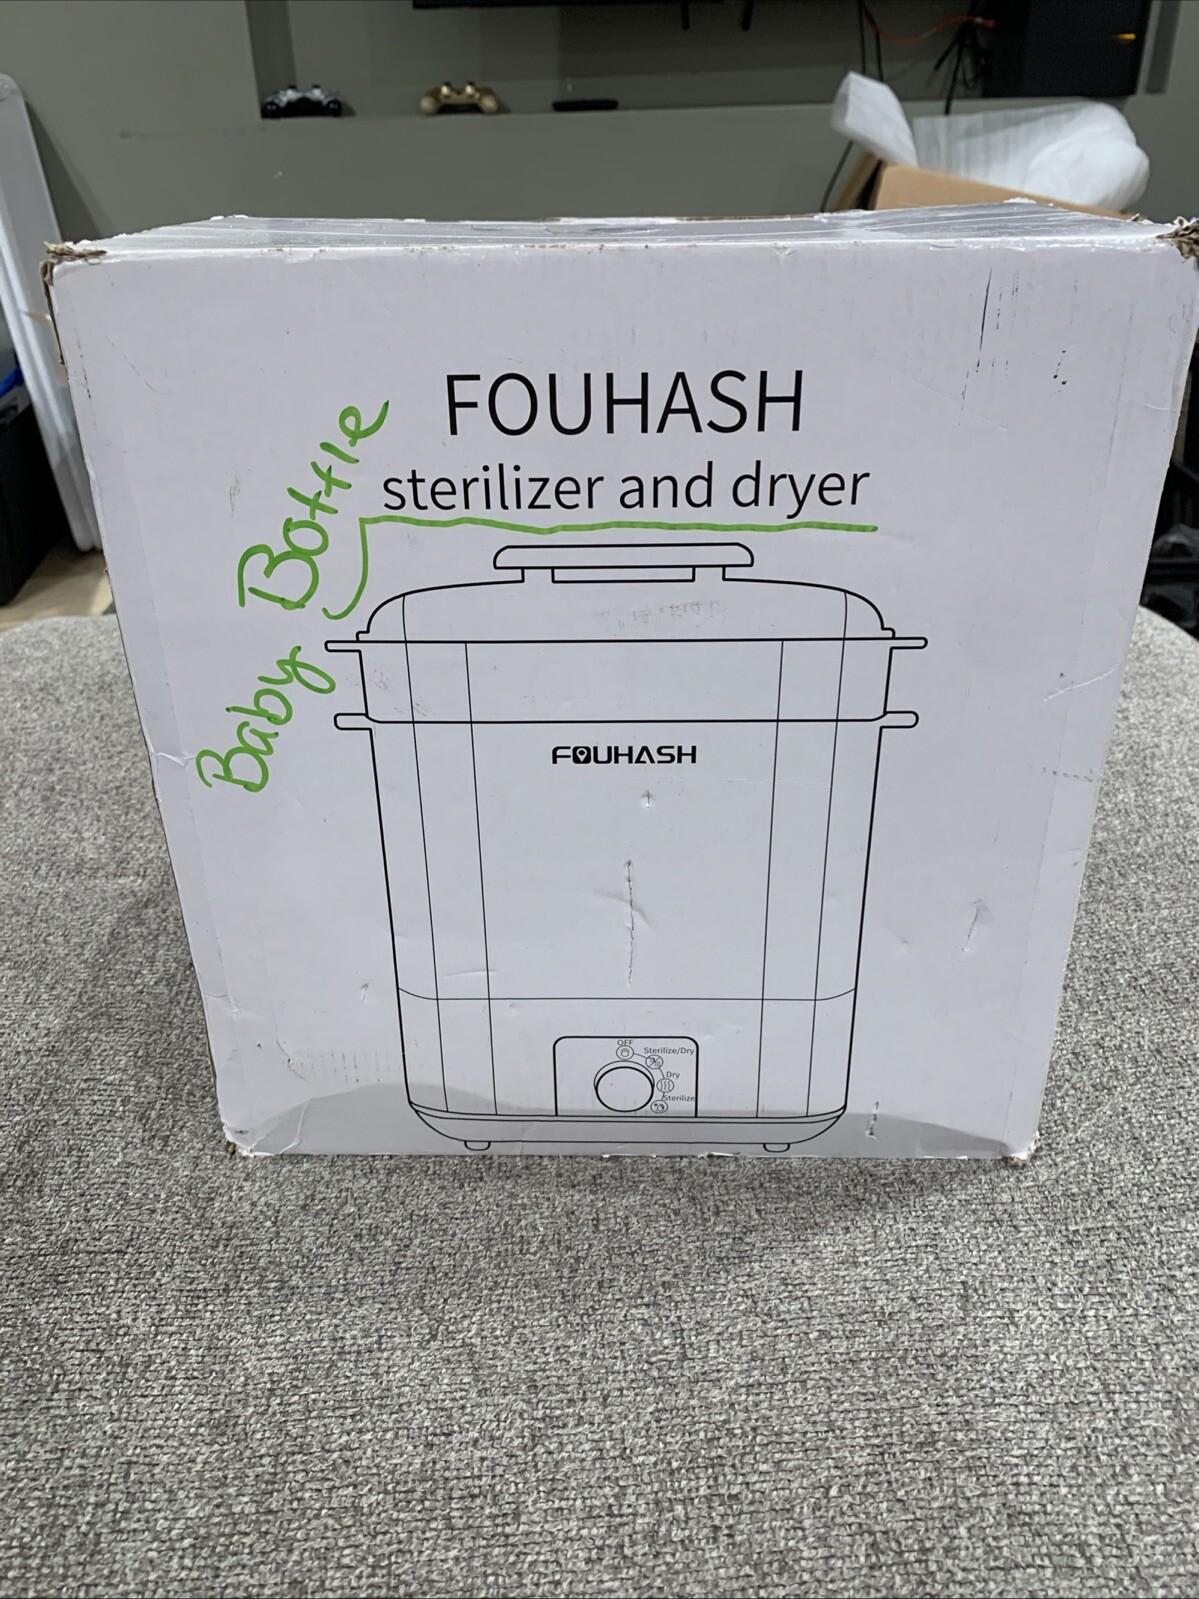 FOUHASH
sterilizer and dryer
Baby Bottle
FOUHASH
OFF
Sterilize/Dry
Dry
Sterilize